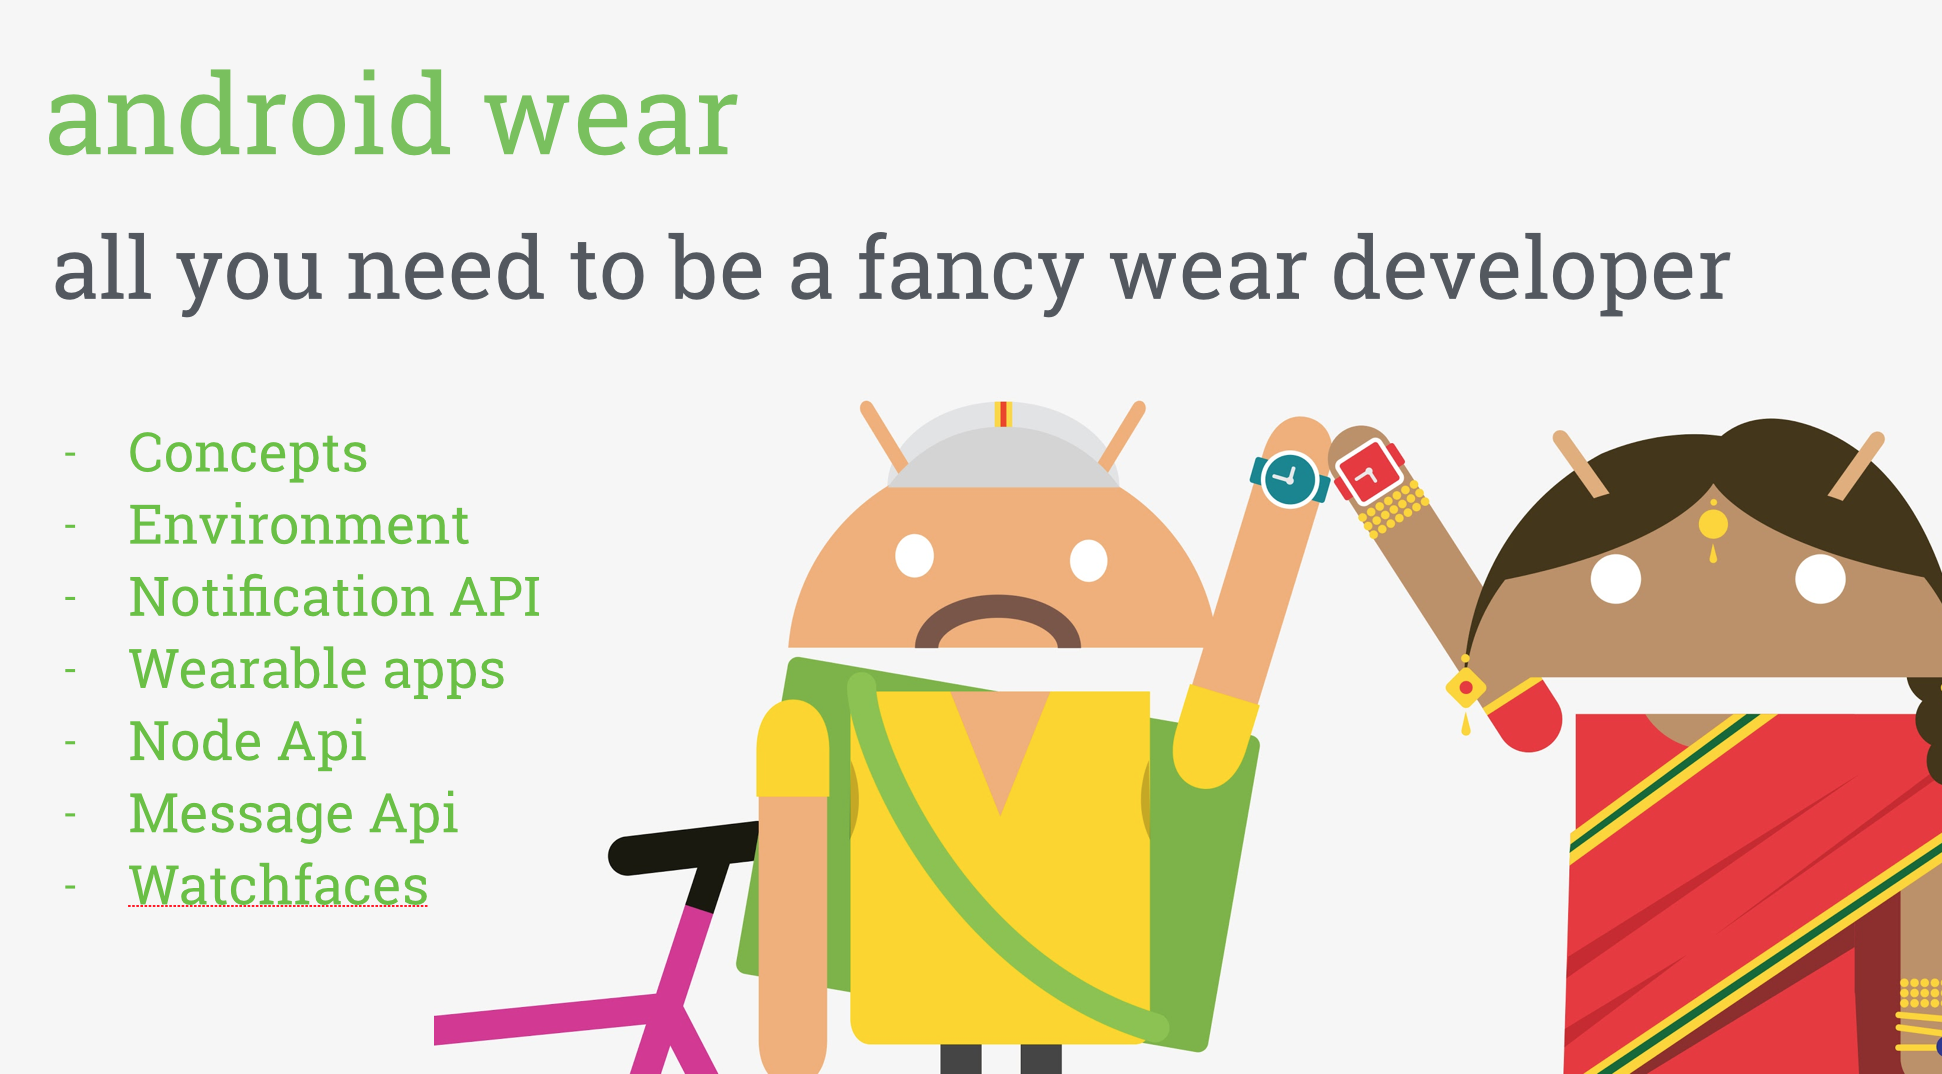 android wear
all you need to be a fancy wear developer
- Concepts
- Environment
- Notification API
- Wearable apps
- Node Api
- Message Api
- Watchfaces